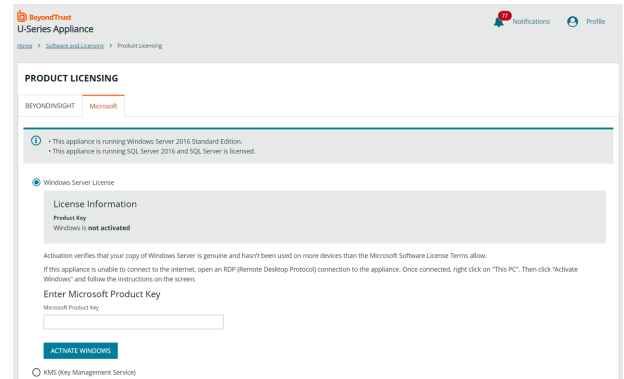 BeyondTrust
U-Series Appliance
77
Notifications
Profile
Home > Software and Licensing > Product Licensing
PRODUCT LICENSING
BEYONDINSIGHT
Microsoft
• This appliance is running Windows Server 2016 Standard Edition.
• This appliance is running SQL Server 2016 and SQL Server is licensed.
Windows Server License
License Information
Product Key
Windows is not activated
Activation verifies that your copy of Windows Server is genuine and hasn't been used on more devices than the Microsoft Software License Terms allow.
If this appliance is unable to connect to the internet, open an RDP (Remote Desktop Protocol) connection to the appliance. Once connected, right click on "This PC". Then click "Activate
Windows" and follow the instructions on the screen.
Enter Microsoft Product Key
Microsoft Product Key
ACTIVATE WINDOWS
KMS (Key Management Service)